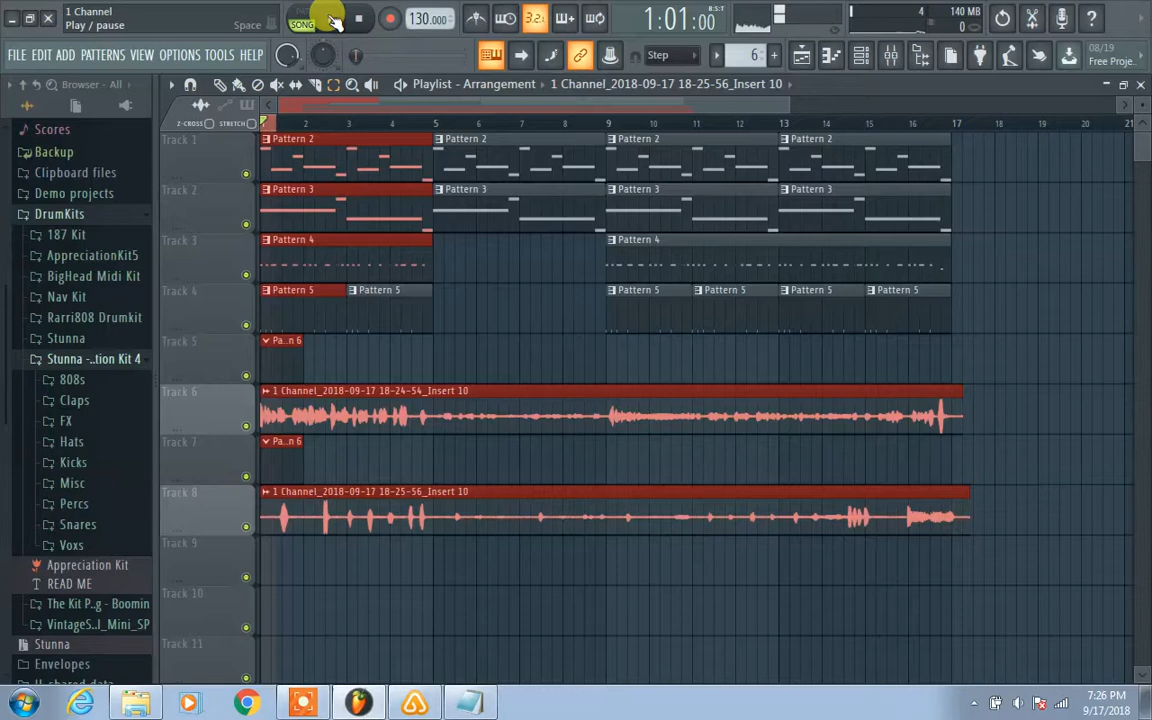 1 Channel
Play / pause
Space
SONG
130.000
3.2.
1:01:00
B:S:T
4
140 MB
0
FILE EDIT ADD PATTERNS VIEW OPTIONS TOOLS HELP
Step
6
08/19
Free Proje..
Browser - All
Playlist - Arrangement
1 Channel_2018-09-17 18-25-56_Insert 10
Z-CROSS
STRETCH
2 3 4 5 6 7 8 9 10 11 12 13 14 15 16 17 18 19 20 21
Scores
Backup
Clipboard files
Demo projects
DrumKits
187 Kit
AppreciationKit5
BigHead Midi Kit
Nav Kit
Rarri808 Drumkit
Stunna
Stunna -..tion Kit 4
808s
Claps
FX
Hats
Kicks
Misc
Percs
Snares
Voxs
Appreciation Kit
READ ME
The Kit P..g - Boomin
VintageS..l_Mini_SP
Stunna
Envelopes
Track 1
Pattern 2
Pattern 2
Pattern 2
Pattern 2
Track 2
Pattern 3
Pattern 3
Pattern 3
Pattern 3
Track 3
Pattern 4
Pattern 4
Track 4
Pattern 5
Pattern 5
Pattern 5
Pattern 5
Pattern 5
Pattern 5
Track 5
Pa..n 6
Track 6
1 Channel_2018-09-17 18-24-54_Insert 10
Track 7
Pa..n 6
Track 8
1 Channel_2018-09-17 18-25-56_Insert 10
Track 9
Track 10
Track 11
7:26 PM
9/17/2018